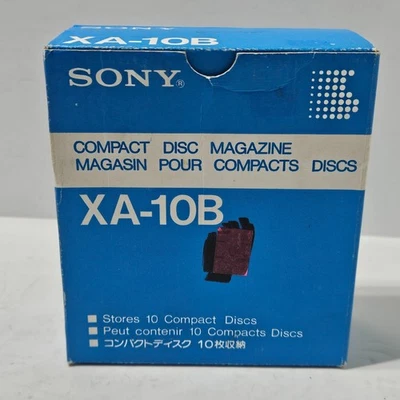 XA-10B
SONY®
COMPACT DISC MAGAZINE
MAGASIN POUR COMPACTS DISCS
XA-10B
■ Stores 10 Compact Discs
■ Peut contenir 10 Compacts Discs
■ コンパクトディスク 10枚収納